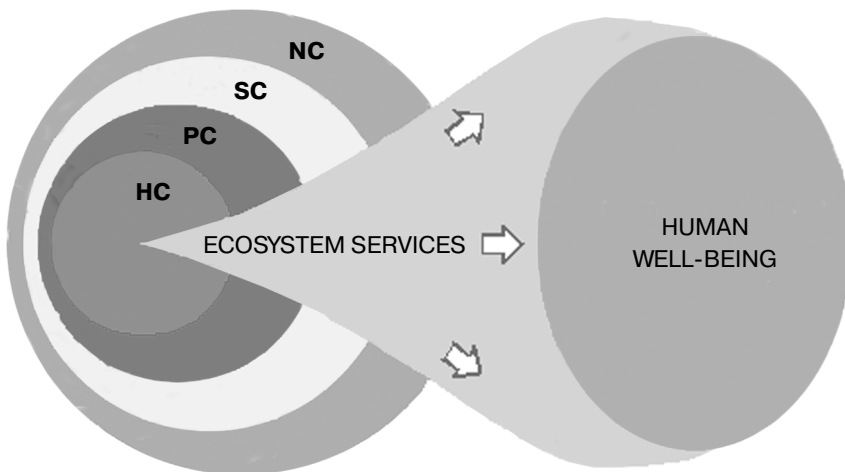 NC
SC
PC
HC
ECOSYSTEM SERVICES
HUMAN
WELL-BEING